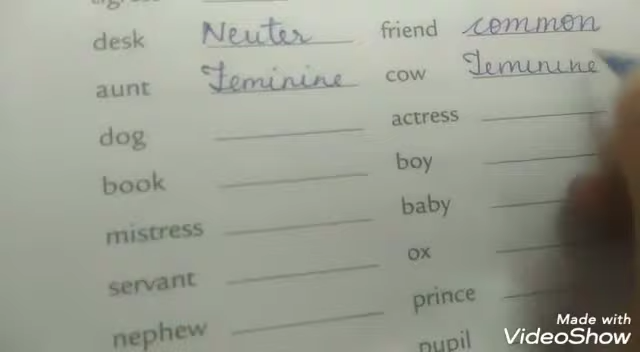 desk Neuter friend common
aunt Feminine cow Feminine
dog actress
book boy
mistress baby
servant ox
nephew prince
pupil
Made with
VideoShow